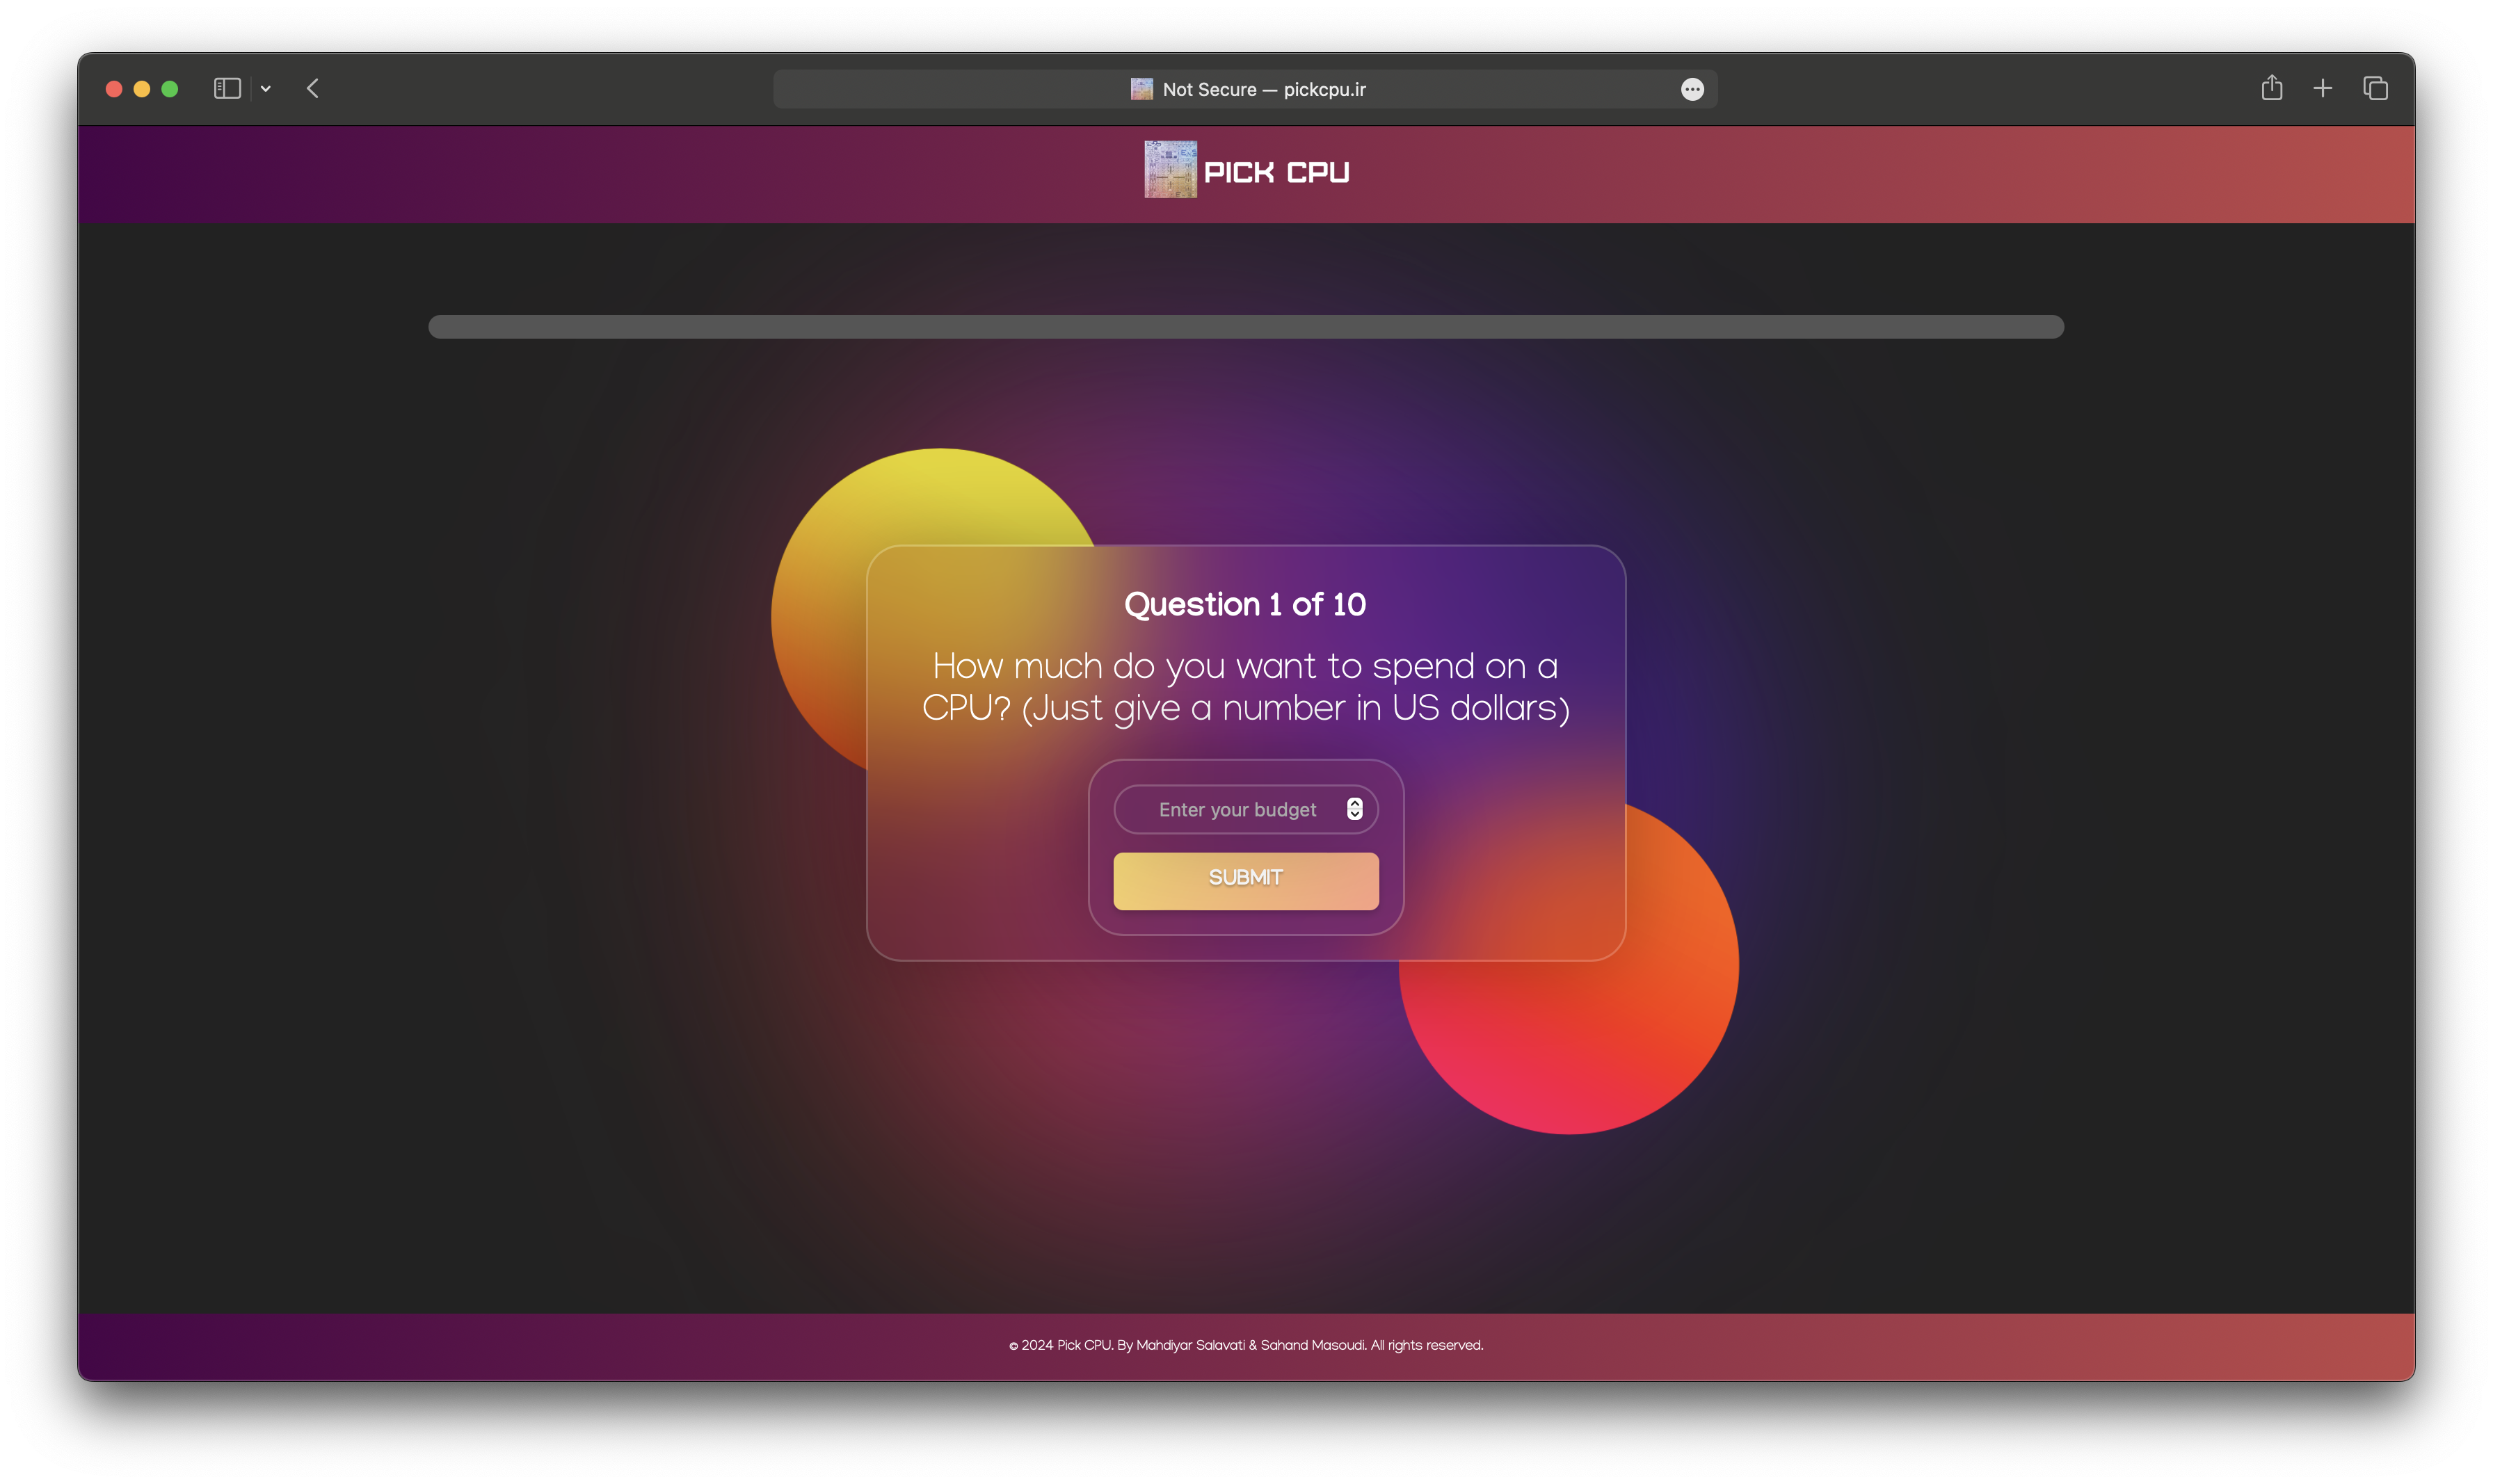 Not Secure — pickcpu.ir
PICK CPU
Question 1 of 10
How much do you want to spend on a
CPU? (Just give a number in US dollars)
Enter your budget
SUBMIT
© 2024 Pick CPU. By Mahdiyar Salavati & Sahand Masoudi. All rights reserved.